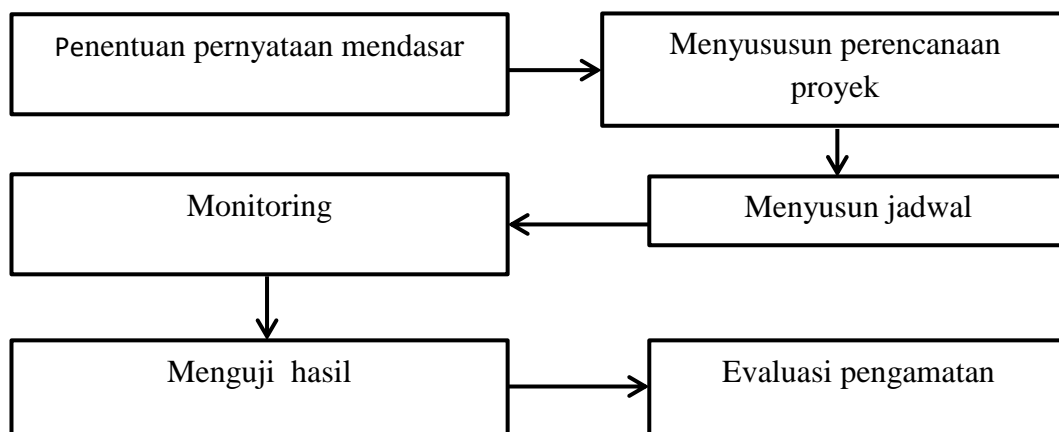 Penentuan pernyataan mendasar
Menyususun perencanaan
proyek
Menyusun jadwal
Monitoring
Menguji hasil
Evaluasi pengamatan